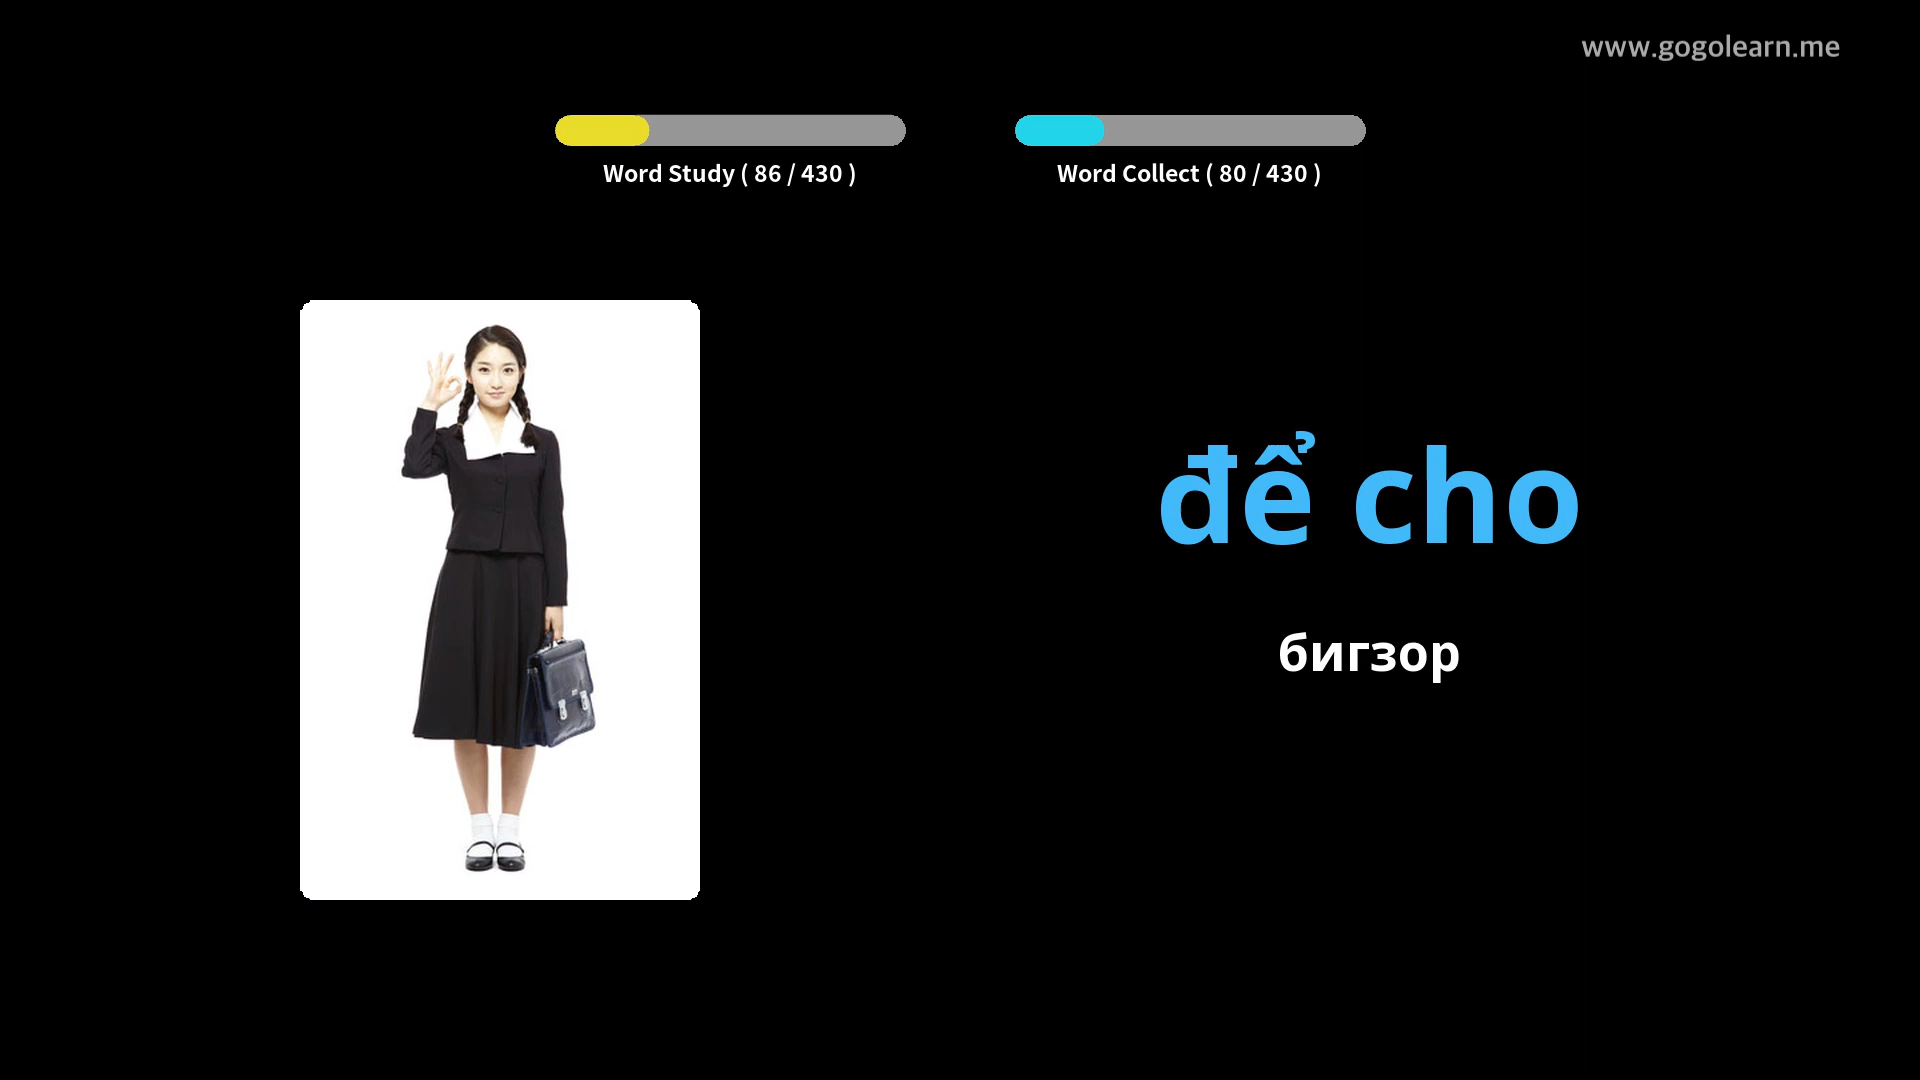 www.gogolearn.me
Word Study ( 86 / 430 )
Word Collect ( 80 / 430 )
để cho
бигзор